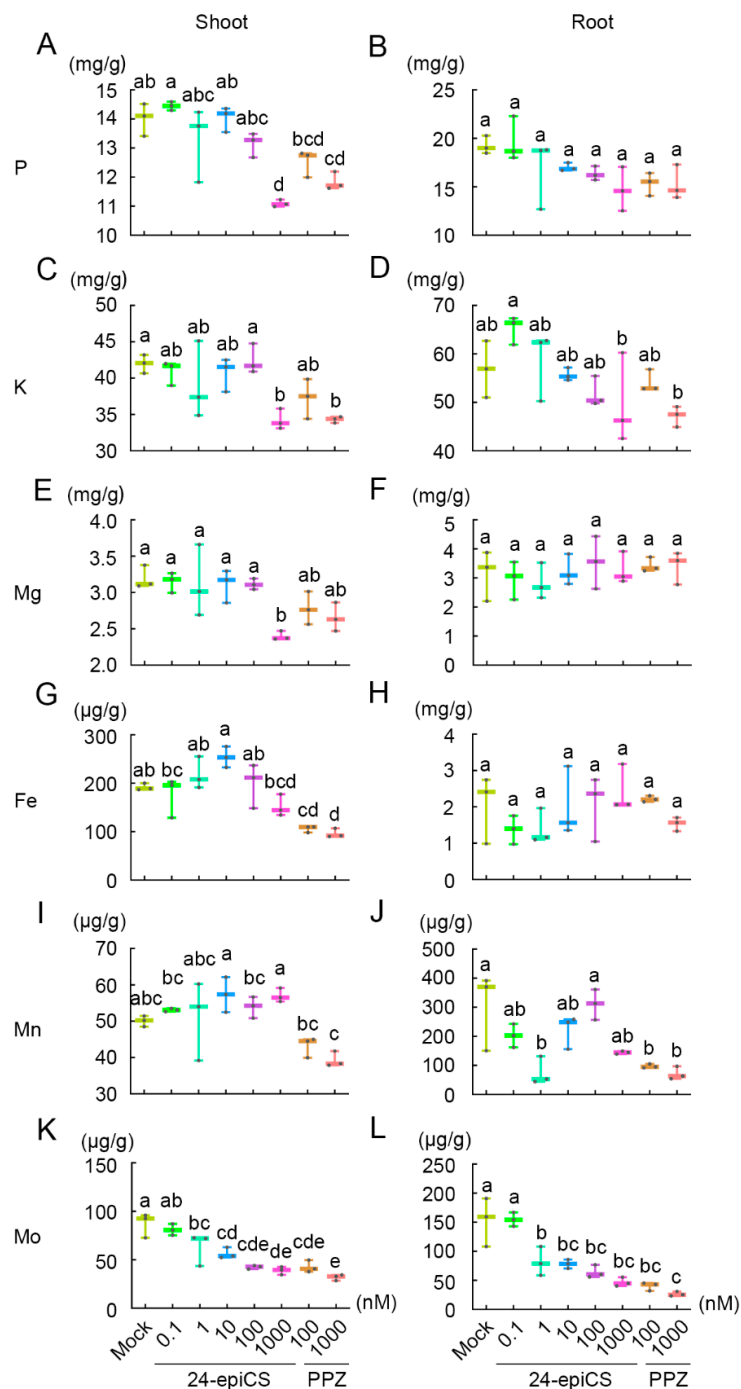 Shoot Root
A B
(mg/g) (mg/g)
ab a abc ab abc d bcd cd
a a a a a a a a
P
15 14 13 12 11 10
25 20 15 10
C D
(mg/g) (mg/g)
a ab ab ab a b ab b
ab a ab ab ab b ab b
K
50 45 40 35 30
70 60 50 40
E F
(mg/g) (mg/g)
a a a a a b ab ab
a a a a a a a a
Mg
4.0 3.5 3.0 2.5 2.0
5 4 3 2 1 0
G H
(µg/g) (mg/g)
ab bc ab a ab bcd cd d
a a a a a a a a
Fe
300 200 100 0
4 3 2 1 0
I J
(µg/g) (µg/g)
abc bc abc a bc a bc c
a ab b ab a ab b b
Mn
70 60 50 40 30
500 400 300 200 100 0
K L
(µg/g) (µg/g)
a ab bc cd cde de cde e
a a b bc bc bc bc c
Mo
150 100 50 0
250 200 150 100 50 0
(nM) (nM)
Mock 0.1 1 10 100 1000 100 1000
Mock 0.1 1 10 100 1000 100 1000
24-epiCS PPZ 24-epiCS PPZ